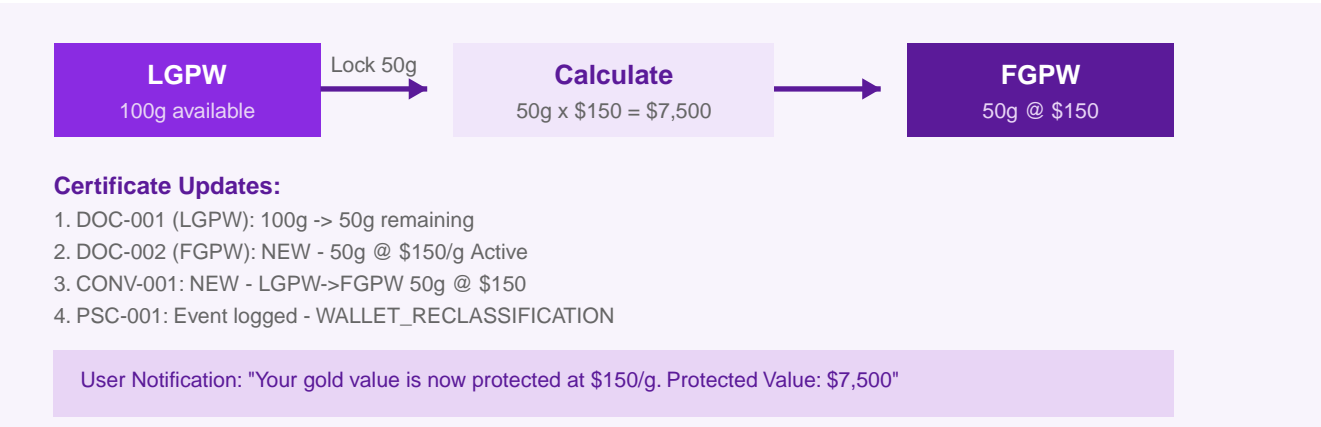 LGPW
100g available
Lock 50g
Calculate
50g x $150 = $7,500
FGPW
50g @ $150
Certificate Updates:
1. DOC-001 (LGPW): 100g -> 50g remaining
2. DOC-002 (FGPW): NEW - 50g @ $150/g Active
3. CONV-001: NEW - LGPW->FGPW 50g @ $150
4. PSC-001: Event logged - WALLET_RECLASSIFICATION
User Notification: "Your gold value is now protected at $150/g. Protected Value: $7,500"